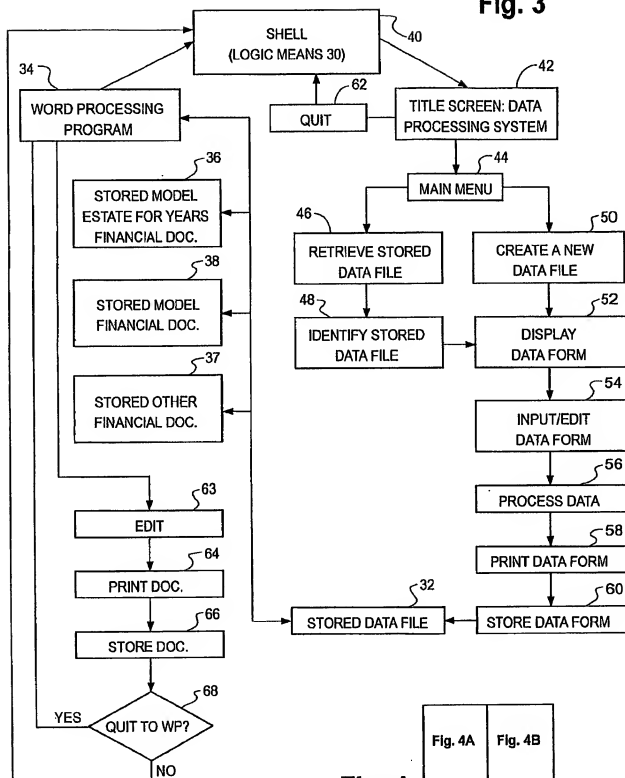 Fig. 3
SHELL
(LOGIC MEANS 30)
40
34
WORD PROCESSING
PROGRAM
62
QUIT
42
TITLE SCREEN: DATA
PROCESSING SYSTEM
44
MAIN MENU
36
STORED MODEL
ESTATE FOR YEARS
FINANCIAL DOC.
46
RETRIEVE STORED
DATA FILE
50
CREATE A NEW
DATA FILE
38
STORED MODEL
FINANCIAL DOC.
48
IDENTIFY STORED
DATA FILE
52
DISPLAY
DATA FORM
37
STORED OTHER
FINANCIAL DOC.
54
INPUT/EDIT
DATA FORM
56
PROCESS DATA
63
EDIT
58
PRINT DATA FORM
64
PRINT DOC.
32
STORED DATA FILE
60
STORE DATA FORM
66
STORE DOC.
68
YES
QUIT TO WP?
NO
Fig. 4A
Fig. 4B